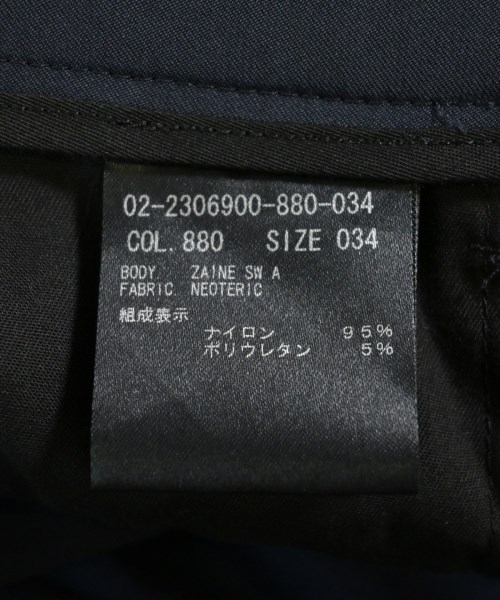 02-2306900-880-034
COL. 880 SIZE 034
BODY. ZAINE SW A
FABRIC. NEOTERIC
組成表示
ナイロン 95%
ポリウレタン 5%